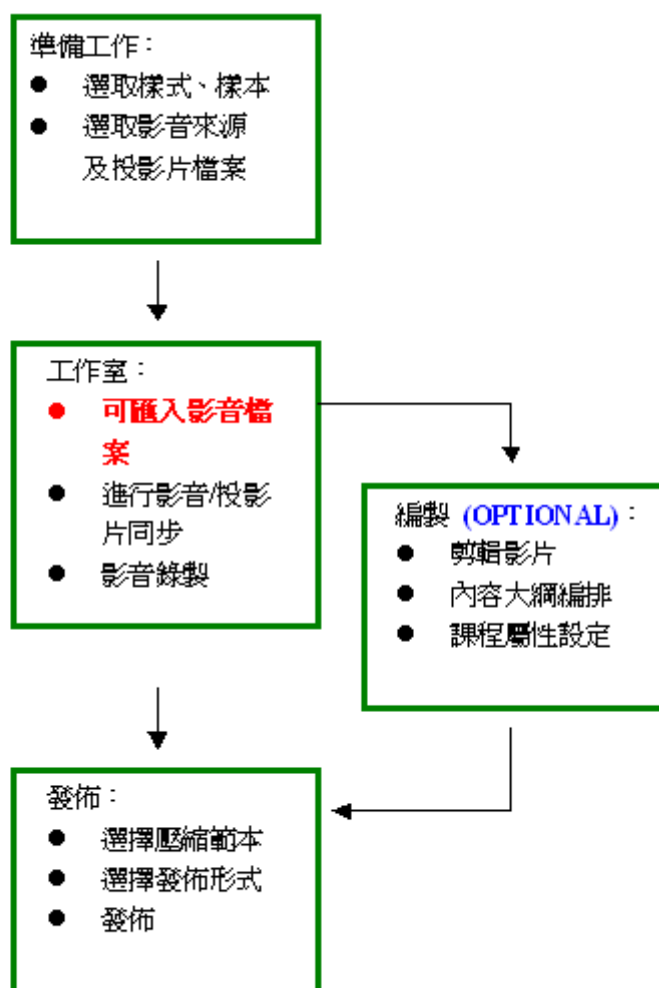 準備工作：
● 選取樣式、樣本
● 選取影音來源
及投影片檔案
工作室：
● 可匯入影音檔
案
● 進行影音/投影
片同步
● 影音錄製
編製 (OPTIONAL)：
● 剪輯影片
● 內容大綱編排
● 課程屬性設定
發佈：
● 選擇壓縮範本
● 選擇發佈形式
● 發佈